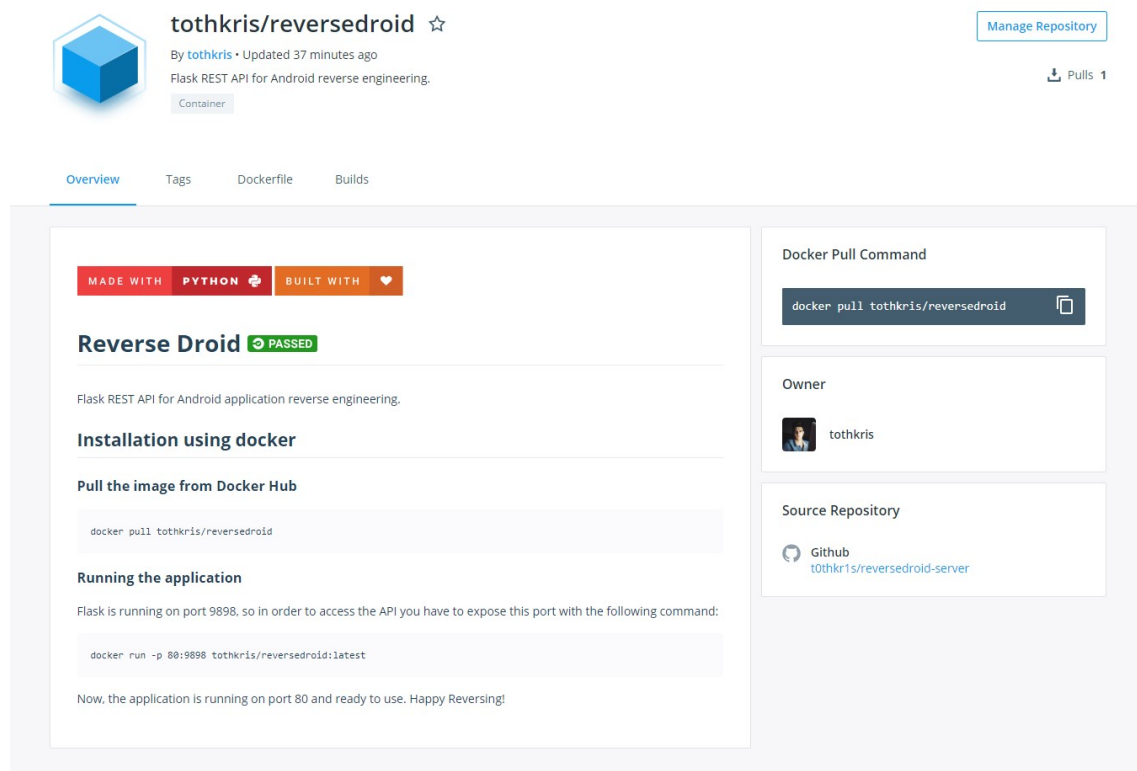 tothkris/reversedroid
By tothkris • Updated 37 minutes ago
Flask REST API for Android reverse engineering.
Container
Manage Repository
Pulls 1
Overview
Tags
Dockerfile
Builds
MADE WITH PYTHON BUILT WITH
Reverse Droid PASSED
Flask REST API for Android application reverse engineering.
Installation using docker
Pull the image from Docker Hub
docker pull tothkris/reversedroid
Running the application
Flask is running on port 9898, so in order to access the API you have to expose this port with the following command:
docker run -p 80:9898 tothkris/reversedroid:latest
Now, the application is running on port 80 and ready to use. Happy Reversing!
Docker Pull Command
docker pull tothkris/reversedroid
Owner
tothkris
Source Repository
Github
t0thkr1s/reversedroid-server